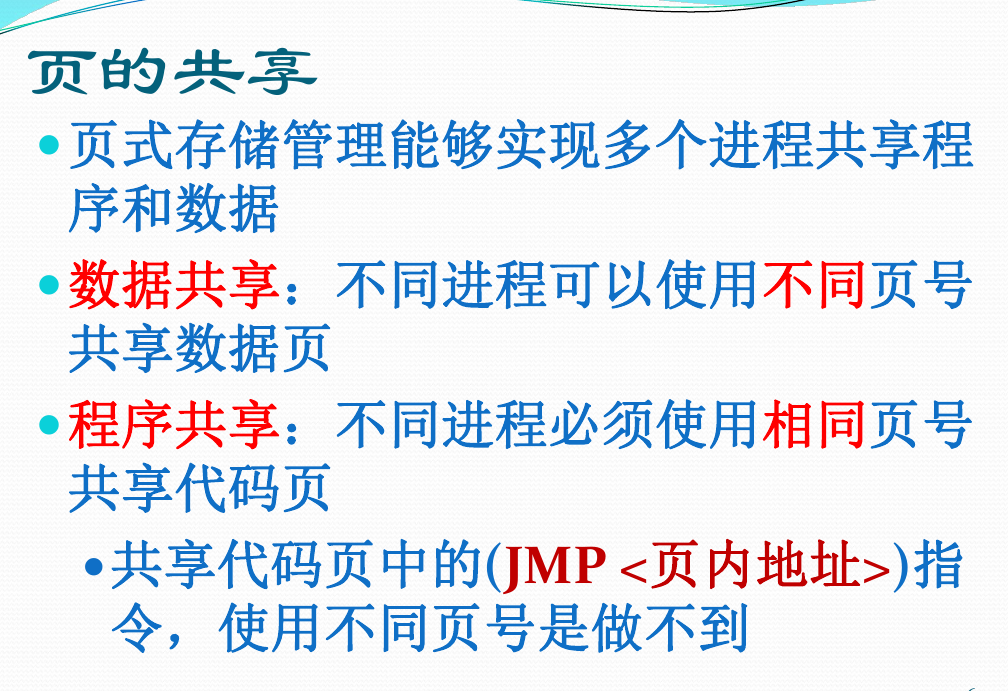 页的共享
•页式存储管理能够实现多个进程共享程
序和数据
•数据共享：不同进程可以使用不同页号
共享数据页
•程序共享：不同进程必须使用相同页号
共享代码页
•共享代码页中的(JMP <页内地址>)指
令，使用不同页号是做不到